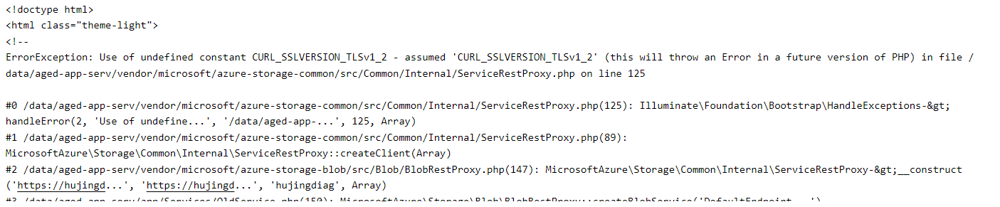 <!doctype html>
<html class="theme-light">
<!--
ErrorException: Use of undefined constant CURL_SSLVERSION_TLSv1_2 - assumed 'CURL_SSLVERSION_TLSv1_2' (this will throw an Error in a future version of PHP) in file /
data/aged-app-serv/vendor/microsoft/azure-storage-common/src/Common/Internal/ServiceRestProxy.php on line 125
#0 /data/aged-app-serv/vendor/microsoft/azure-storage-common/src/Common/Internal/ServiceRestProxy.php(125): Illuminate\Foundation\Bootstrap\HandleExceptions-&gt;
handleError(2, 'Use of undefine...', '/data/aged-app-...', 125, Array)
#1 /data/aged-app-serv/vendor/microsoft/azure-storage-common/src/Common/Internal/ServiceRestProxy.php(89):
MicrosoftAzure\Storage\Common\Internal\ServiceRestProxy::createClient(Array)
#2 /data/aged-app-serv/vendor/microsoft/azure-storage-blob/src/Blob/BlobRestProxy.php(147): MicrosoftAzure\Storage\Common\Internal\ServiceRestProxy-&gt;__construct
('https://hujingd...', 'https://hujingd...', 'hujingdiag', Array)
#3 /data/aged-app-serv/app/Services/OldService.php(150): MicrosoftAzure\Storage\Blob\BlobRestProxy::createBlobService('DefaultEndpoint...')